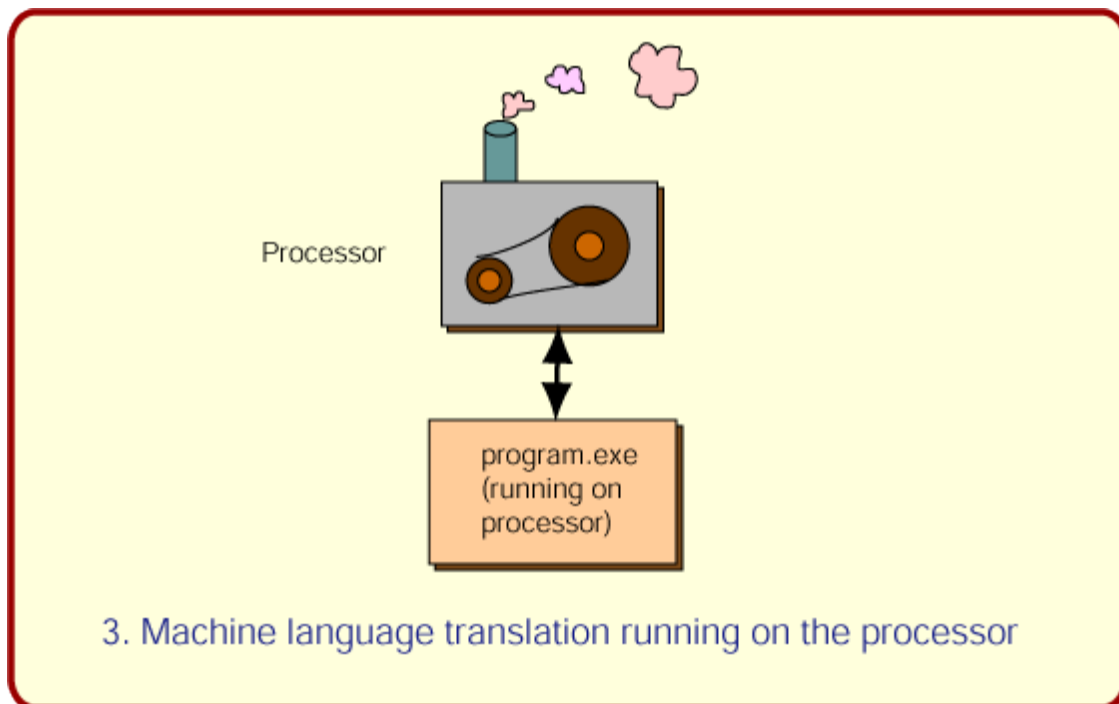 Processor
program.exe
(running on
processor)
3. Machine language translation running on the processor